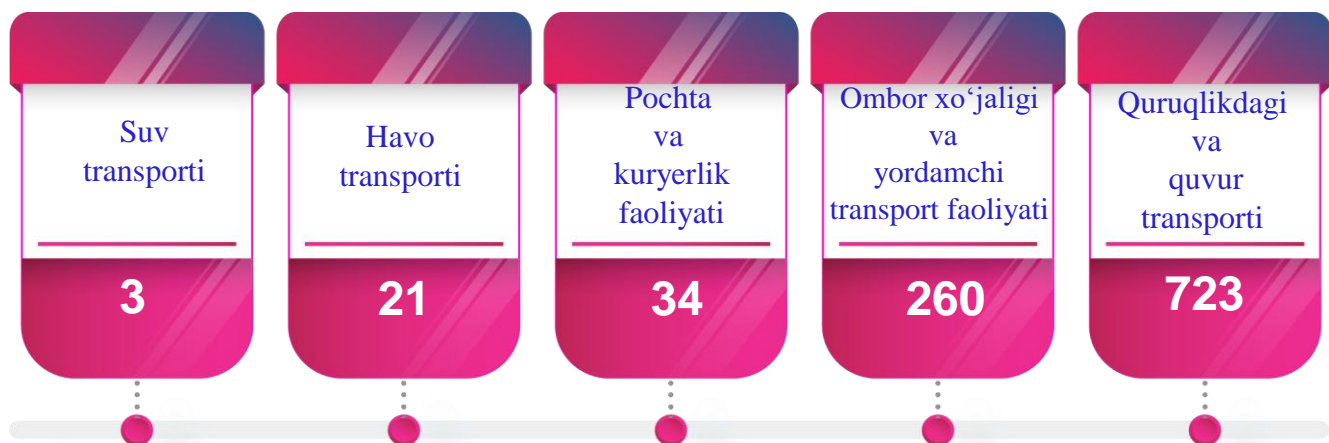 Suv
transporti
3
Havo
transporti
21
Pochta
va
kuryerlik
faoliyati
34
Ombor xo‘jaligi
va
yordamchi
transport faoliyati
260
Quruqlikdagi
va
quvur
transporti
723